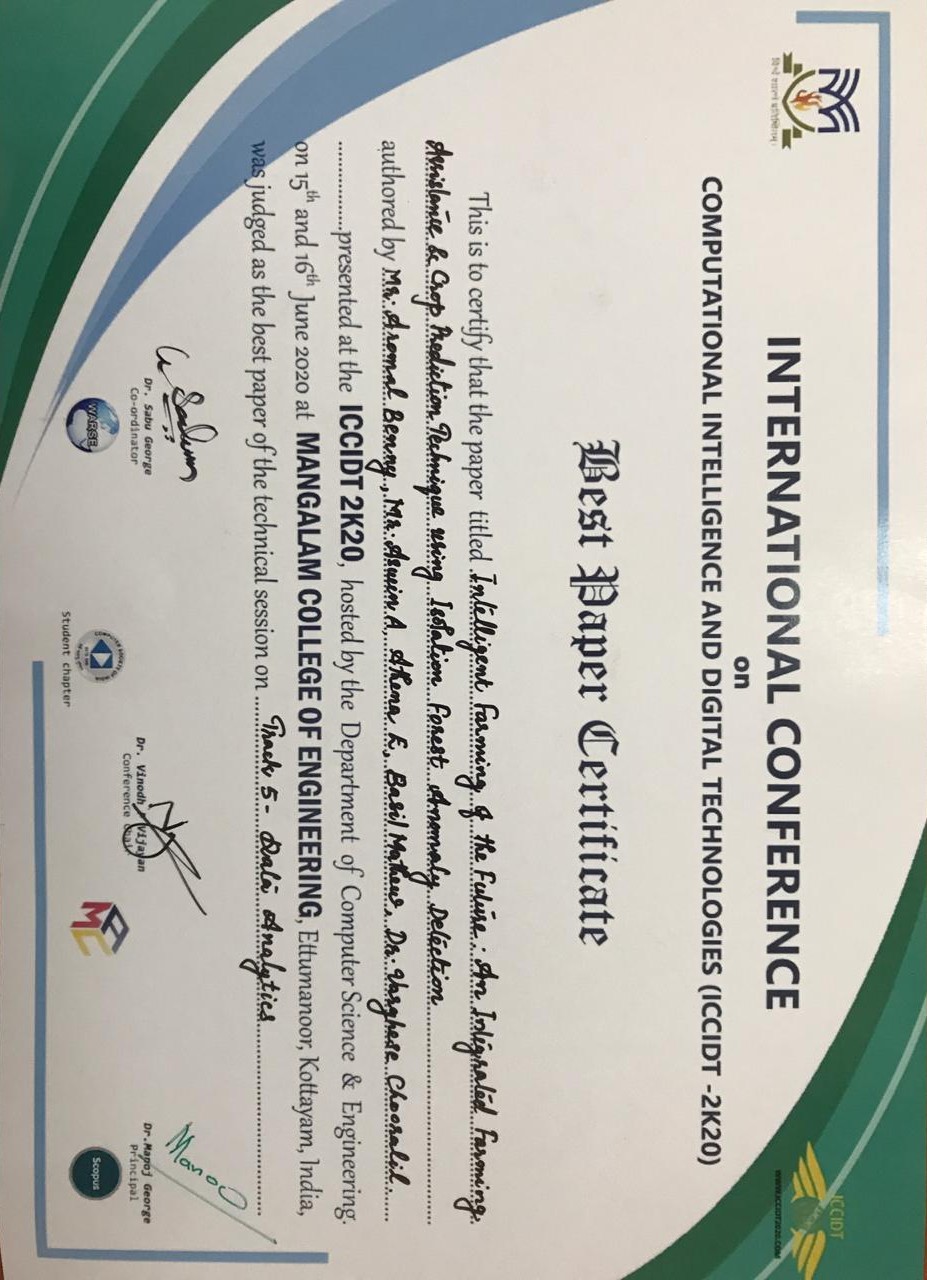 ICCIDT
WWW.ICCIDT2020.COM
INTERNATIONAL CONFERENCE
on
COMPUTATIONAL INTELLIGENCE AND DIGITAL TECHNOLOGIES (ICCIDT -2K20)
Best Paper Certificate
This is to certify that the paper titled Intelligent Farming of the Future: An Integrated Farming
Assistance & Crop Prediction Technique using Isolation Forest Anomaly Detection
authored by Mr. Aromal Benny, Mr. Aswin A, Athena E, Basil Mathew, Dr. Varghese Chooralil.
presented at the ICCIDT 2K20, hosted by the Department of Computer Science & Engineering.
on 15th and 16th June 2020 at MANGALAM COLLEGE OF ENGINEERING, Ettumanoor, Kottayam, India,
was judged as the best paper of the technical session on Track 5 - Data Analytics
Manoj
Dr. Sabu George
Co-ordinator
Dr. Vinodh Vijayan
Conference Chair
Dr.Manoj George
Principal
WARSE
Student chapter
AMC
Scopus